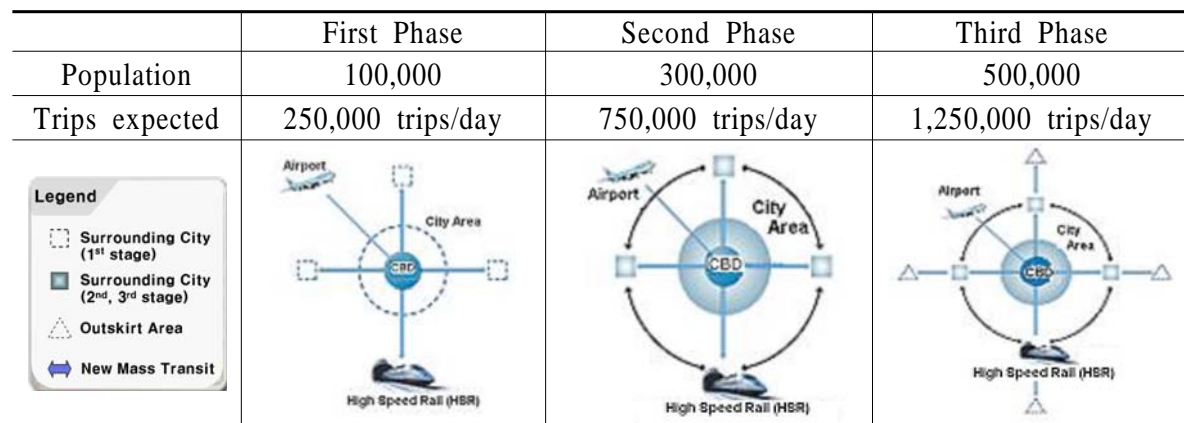 First Phase Second Phase Third Phase
Population 100,000 300,000 500,000
Trips expected 250,000 trips/day 750,000 trips/day 1,250,000 trips/day
Legend
Surrounding City
(1st stage)
Surrounding City
(2nd, 3rd stage)
Outskirt Area
New Mass Transit
Airport
City Area
CBD
High Speed Rail (HSR)
Airport
City
Area
CBD
High Speed Rail (HSR)
Airport
City
Area
CBD
High Speed Rail (HSR)